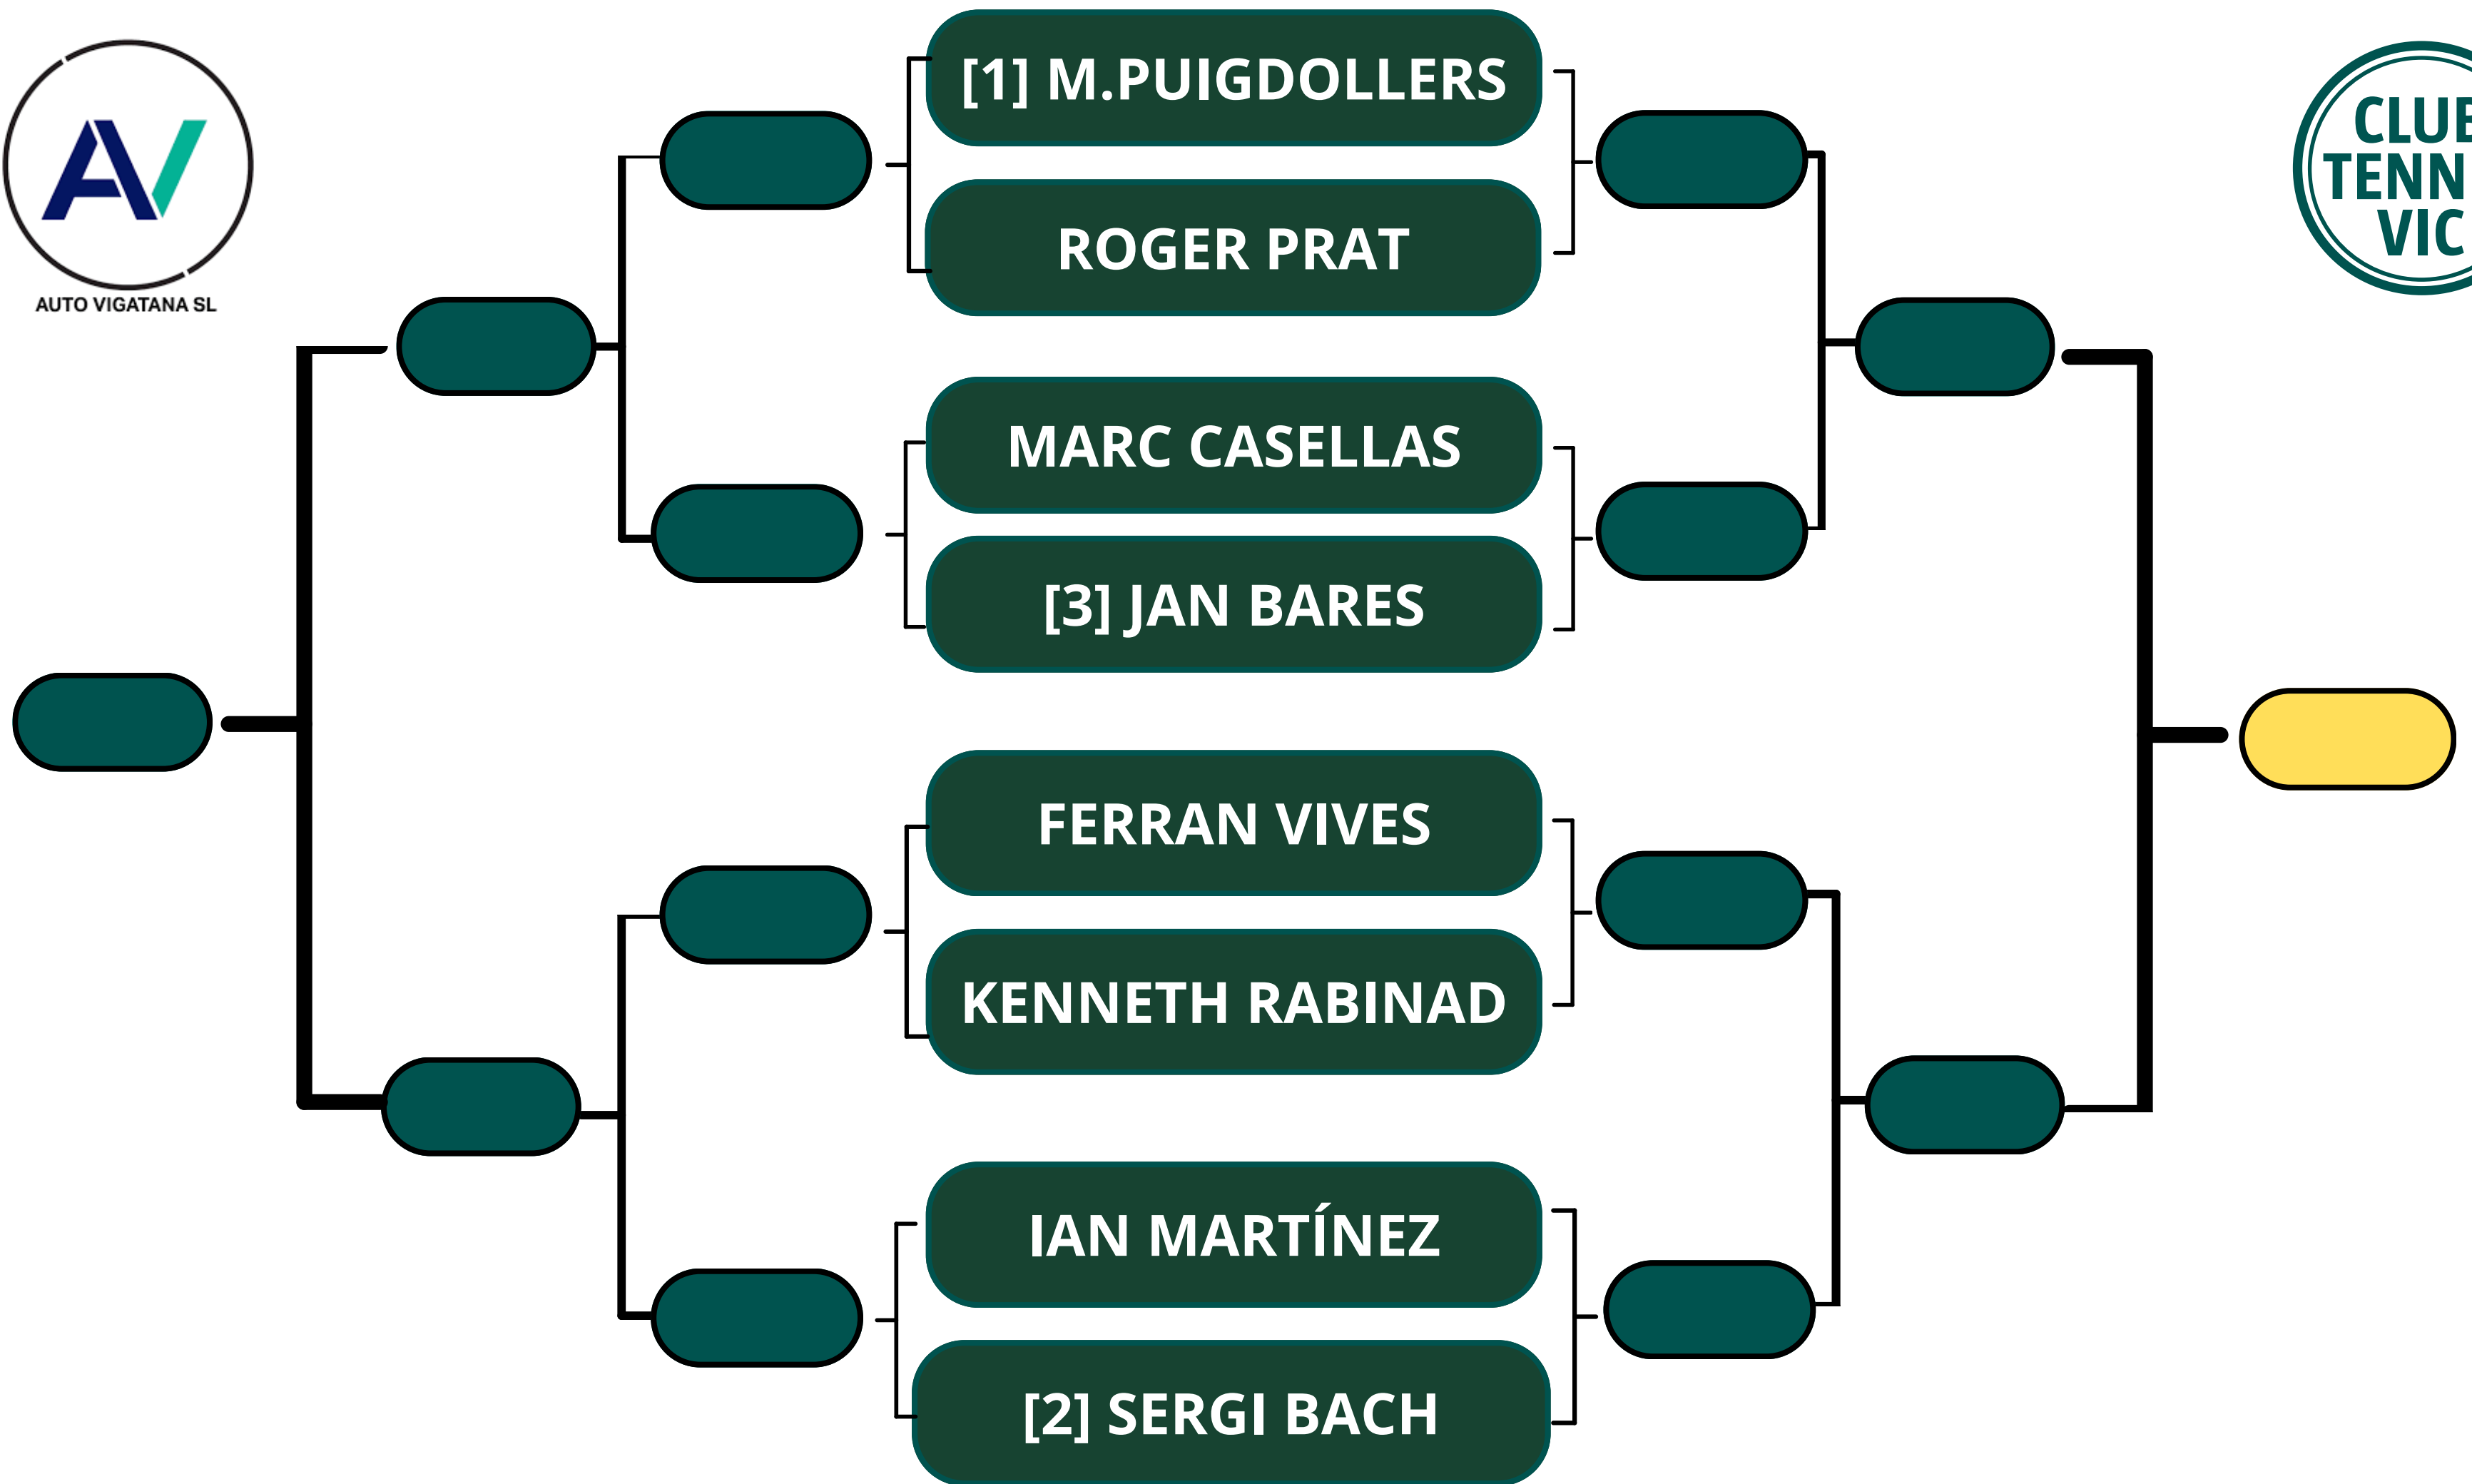 AUTO VIGATANA SL
[1] M.PUIGDOLLERS
ROGER PRAT
MARC CASELLAS
[3] JAN BARES
FERRAN VIVES
KENNETH RABINAD
IAN MARTÍNEZ
[2] SERGI BACH
VIC